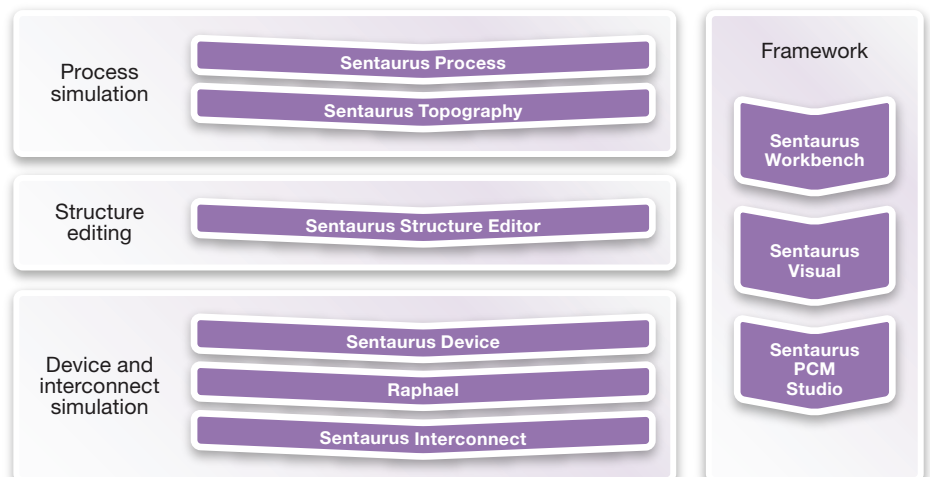 Process
simulation
Sentaurus Process
Sentaurus Topography
Structure
editing
Sentaurus Structure Editor
Device and
interconnect
simulation
Sentaurus Device
Raphael
Sentaurus Interconnect
Framework
Sentaurus
Workbench
Sentaurus
Visual
Sentaurus
PCM
Studio